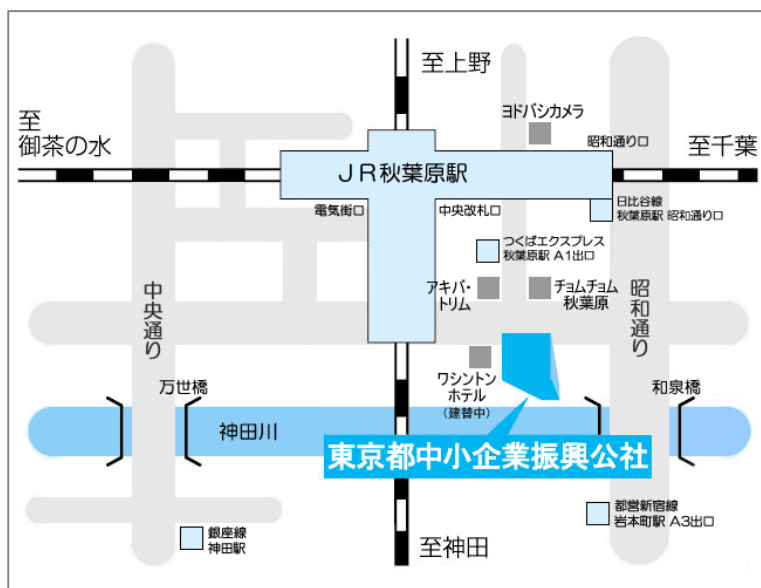 至上野
至
御茶の水
ヨドバシカメラ
昭和通り口
至千葉
JR秋葉原駅
電気街口
中央改札口
日比谷線
秋葉原駅 昭和通り口
つくばエクスプレス
秋葉原駅 A1出口
アキバ・
トリム
チョムチョム
秋葉原
中央通り
昭和通り
万世橋
ワシントン
ホテル
(建替中)
和泉橋
神田川
東京都中小企業振興公社
都営新宿線
岩本町駅 A3出口
銀座線
神田駅
至神田